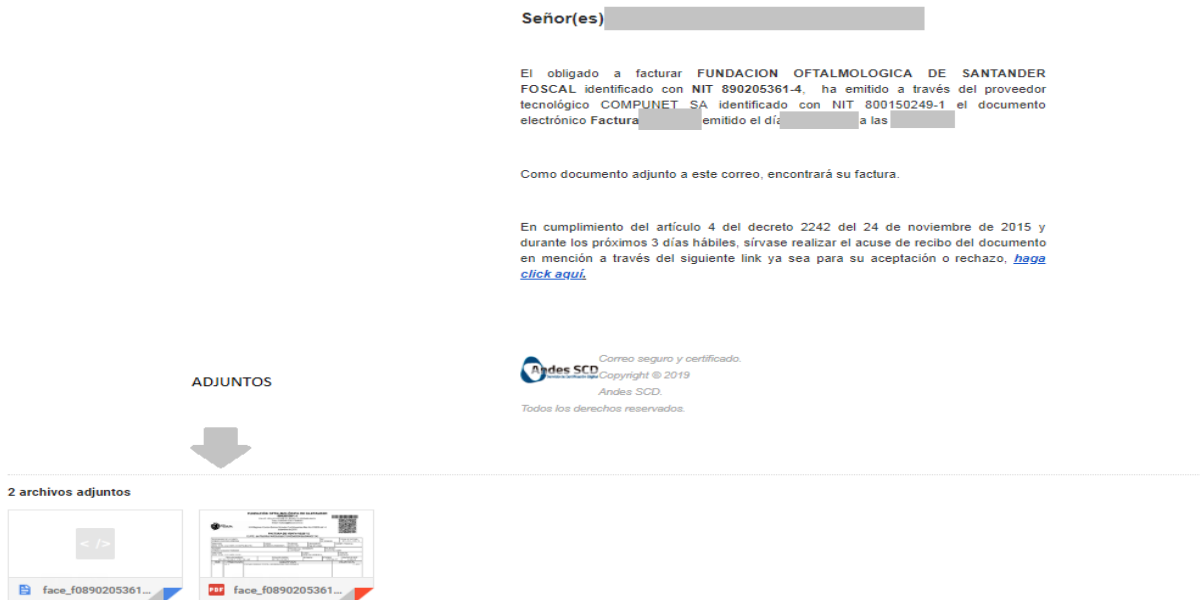 Señor(es)
El obligado a facturar FUNDACION OFTALMOLOGICA DE SANTANDER
FOSCAL identificado con NIT 890205361-4, ha emitido a través del proveedor
tecnológico COMPUNET SA identificado con NIT 800150249-1 el documento
electrónico Factura emitido el día a las
Como documento adjunto a este correo, encontrará su factura.
En cumplimiento del artículo 4 del decreto 2242 del 24 de noviembre de 2015 y
durante los próximos 3 días hábiles, sírvase realizar el acuse de recibo del documento
en mención a través del siguiente link ya sea para su aceptación o rechazo, haga
click aquí.
Andes SCD
Correo seguro y certificado.
Copyright © 2019
Andes SCD.
Todos los derechos reservados.
ADJUNTOS
2 archivos adjuntos
</>
FUNDACION OFTALMOLOGICA DE SANTANDER
face_f0890205361...
PDF face_f0890205361...